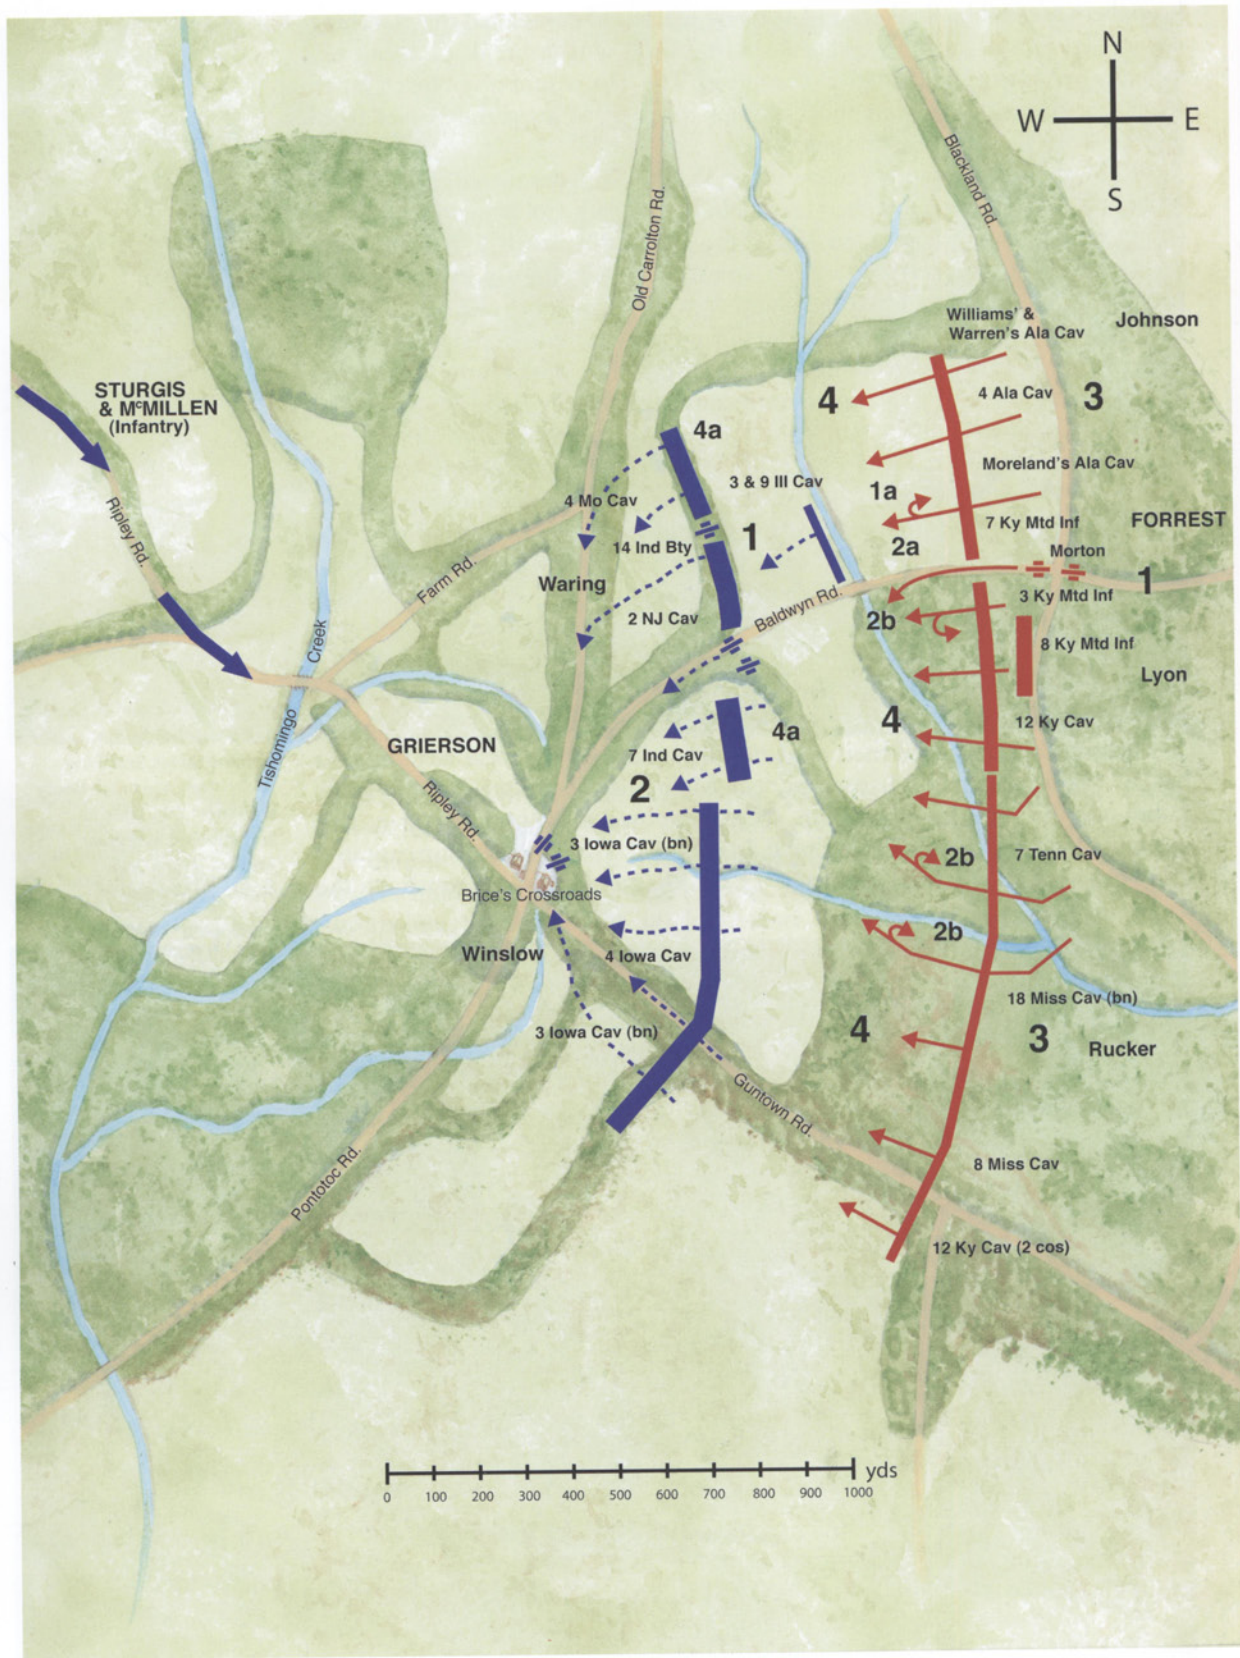 N
W
E
S
Blackland Rd.
Old Carrolton Rd.
Williams' &
Warren's Ala Cav
Johnson
STURGIS
& McMILLEN
(Infantry)
4
4 Ala Cav
3
4a
Moreland's Ala Cav
3 & 9 Ill Cav
1a
4 Mo Cav
7 Ky Mtd Inf
FORREST
Ripley Rd.
14 Ind Bty
1
2a
Morton
1
Farm Rd.
Waring
Baldwyn Rd.
3 Ky Mtd Inf
2 NJ Cav
2b
8 Ky Mtd Inf
Lyon
Tishomingo Creek
GRIERSON
4a
4
12 Ky Cav
7 Ind Cav
2
Ripley Rd.
3 Iowa Cav (bn)
2b
7 Tenn Cav
Brice's Crossroads
2b
Winslow
4 Iowa Cav
18 Miss Cav (bn)
3 Iowa Cav (bn)
4
3
Rucker
Guntown Rd.
8 Miss Cav
Pontotoc Rd.
12 Ky Cav (2 cos)
yds
0 100 200 300 400 500 600 700 800 900 1000